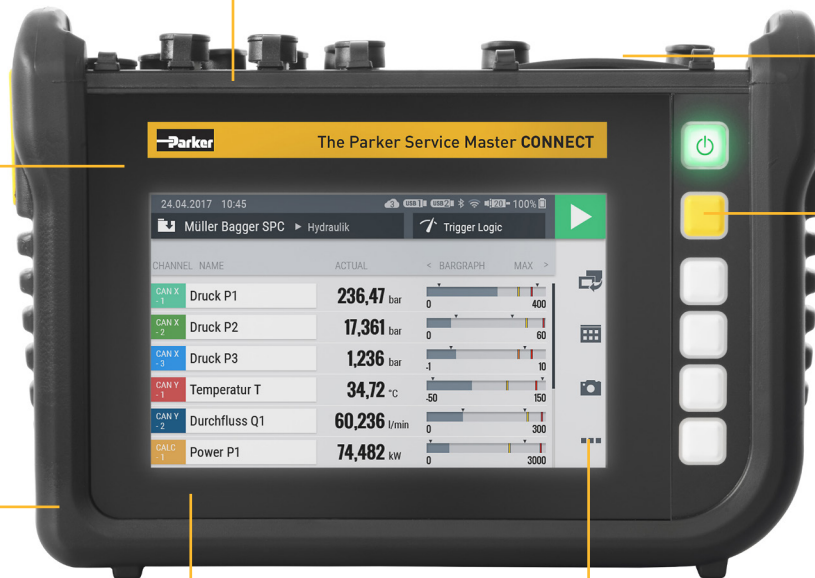 Parker
The Parker Service Master CONNECT
24.04.2017 10:45 3 USB USB2 20 100%
Müller Bagger SPC ▶ Hydraulik Trigger Logic
CHANNEL NAME ACTUAL < BARGRAPH MAX >
CAN X - 1 Druck P1 236,47 bar 0 400
CAN X - 2 Druck P2 17,361 bar 0 60
CAN X - 3 Druck P3 1,236 bar -1 10
CAN Y - 1 Temperatur T 34,72 °C -50 150
CAN Y - 2 Durchfluss Q1 60,236 l/min 0 300
CALC - 1 Power P1 74,482 kW 0 3000